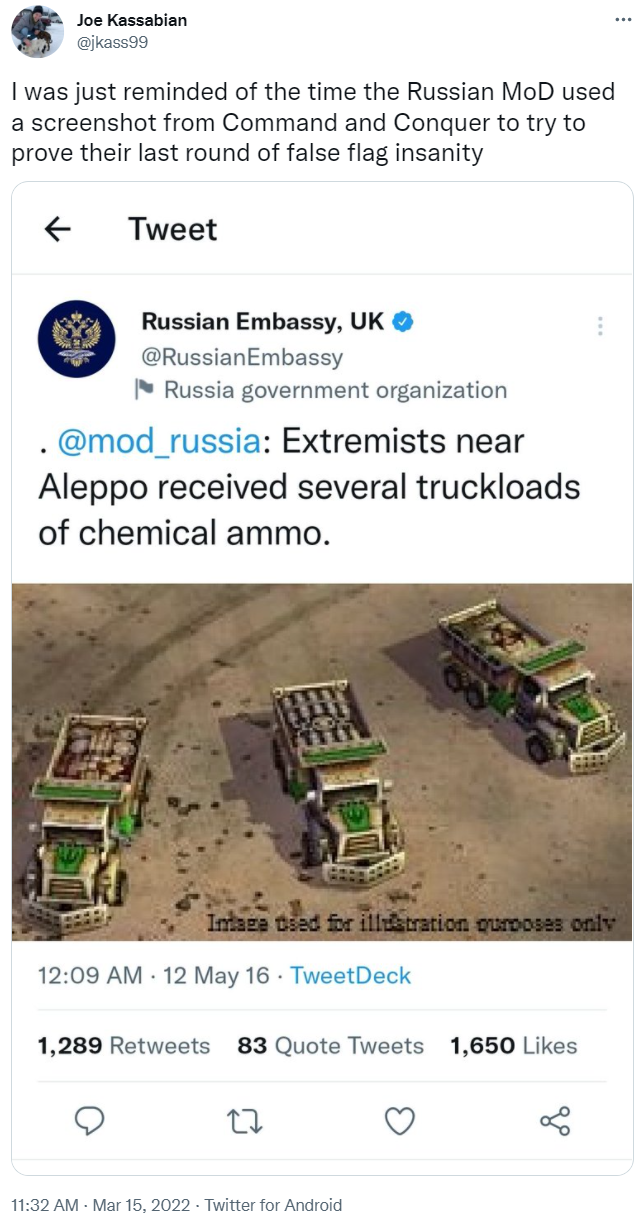 Joe Kassabian
@jkass99
I was just reminded of the time the Russian MoD used
a screenshot from Command and Conquer to try to
prove their last round of false flag insanity
Tweet
Russian Embassy, UK
@RussianEmbassy
Russia government organization
. @mod_russia: Extremists near
Aleppo received several truckloads
of chemical ammo.
Image used for illustration purposes only
12:09 AM · 12 May 16 · TweetDeck
1,289 Retweets 83 Quote Tweets 1,650 Likes
11:32 AM · Mar 15, 2022 · Twitter for Android